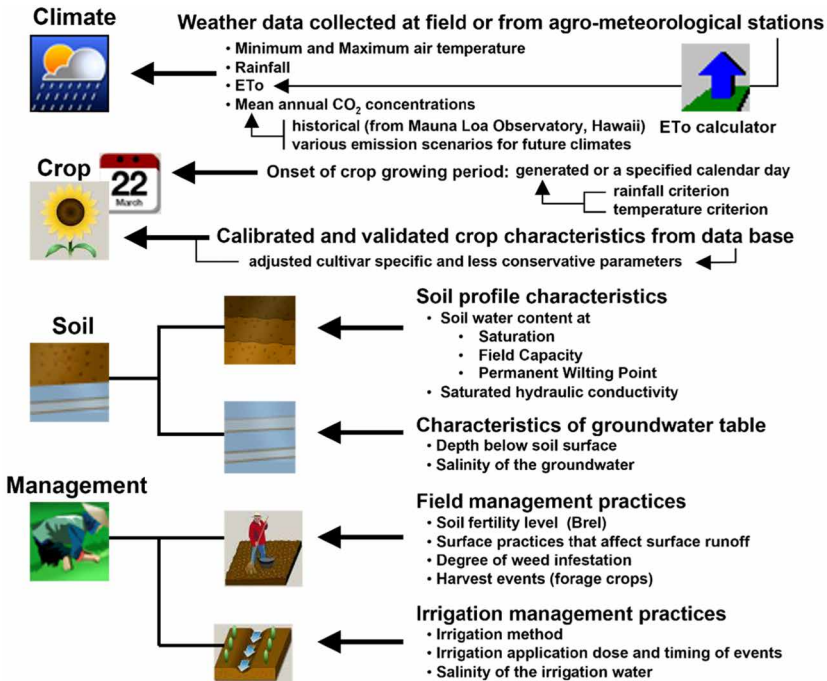 Climate
Weather data collected at field or from agro-meteorological stations
• Minimum and Maximum air temperature
• Rainfall
• ETo
• Mean annual CO2 concentrations
historical (from Mauna Loa Observatory, Hawaii)
various emission scenarios for future climates
ETo calculator
Crop
22
March
Onset of crop growing period: generated or a specified calendar day
rainfall criterion
temperature criterion
Calibrated and validated crop characteristics from data base
adjusted cultivar specific and less conservative parameters
Soil
Soil profile characteristics
• Soil water content at
• Saturation
• Field Capacity
• Permanent Wilting Point
• Saturated hydraulic conductivity
Characteristics of groundwater table
• Depth below soil surface
• Salinity of the groundwater
Management
Field management practices
• Soil fertility level (Brel)
• Surface practices that affect surface runoff
• Degree of weed infestation
• Harvest events (forage crops)
Irrigation management practices
• Irrigation method
• Irrigation application dose and timing of events
• Salinity of the irrigation water